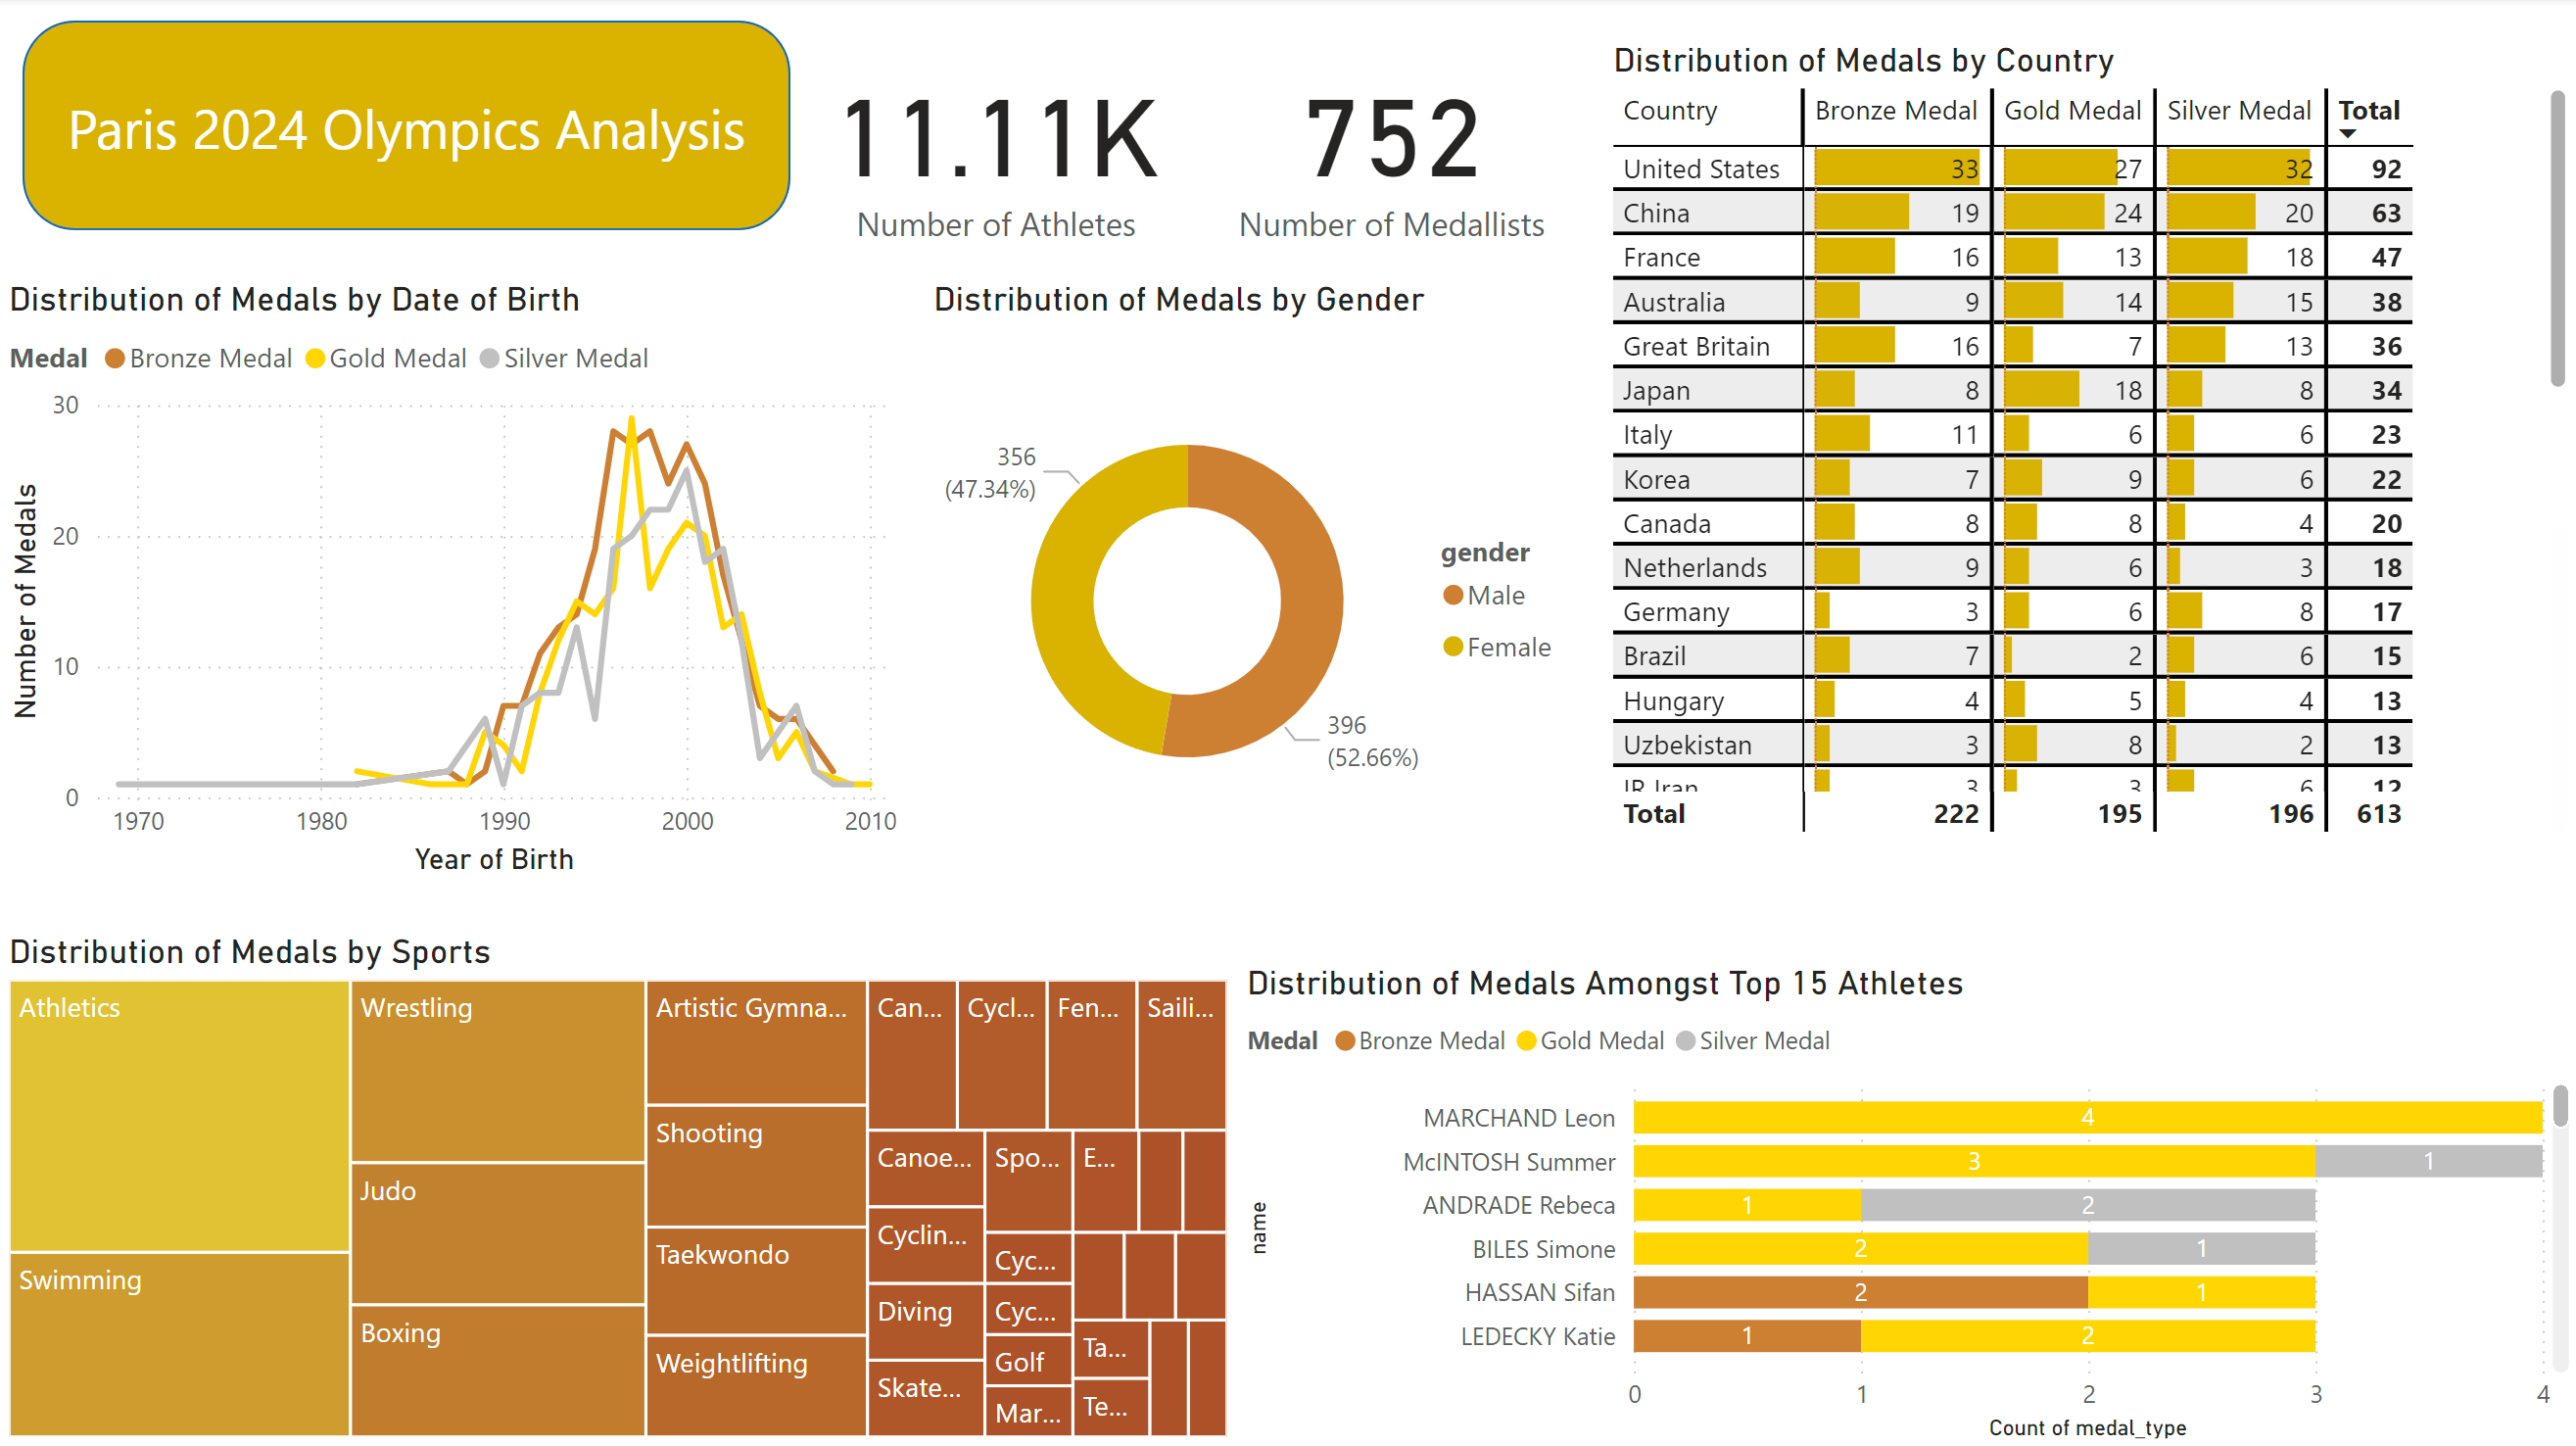 Paris 2024 Olympics Analysis
11.11K
Number of Athletes
752
Number of Medallists
Distribution of Medals by Country
Country Bronze Medal Gold Medal Silver Medal Total
United States 33 27 32 92
China 19 24 20 63
France 16 13 18 47
Australia 9 14 15 38
Great Britain 16 7 13 36
Japan 8 18 8 34
Italy 11 6 6 23
Korea 7 9 6 22
Canada 8 8 4 20
Netherlands 9 6 3 18
Germany 3 6 8 17
Brazil 7 2 6 15
Hungary 4 5 4 13
Uzbekistan 3 8 2 13
IR Iran 3 3 6 12
Total 222 195 196 613
Distribution of Medals by Date of Birth
Medal Bronze Medal Gold Medal Silver Medal
Number of Medals
30
20
10
0
1970 1980 1990 2000 2010
Year of Birth
Distribution of Medals by Gender
356
(47.34%)
396
(52.66%)
gender
Male
Female
Distribution of Medals by Sports
Athletics
Swimming
Wrestling
Judo
Boxing
Artistic Gymna...
Shooting
Taekwondo
Weightlifting
Can...
Cycl...
Fen...
Saili...
Canoe...
Cyclin...
Diving
Skate...
Spo...
Cyc...
Cyc...
Golf
Mar...
E...
Ta...
Te...
Distribution of Medals Amongst Top 15 Athletes
Medal Bronze Medal Gold Medal Silver Medal
name
MARCHAND Leon 4
McINTOSH Summer 3 1
ANDRADE Rebeca 1 2
BILES Simone 2 1
HASSAN Sifan 2 1
LEDECKY Katie 1 2
0 1 2 3 4
Count of medal_type